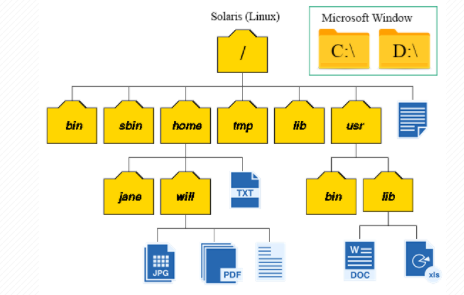 Solaris (Linux)
Microsoft Window
/
C:\
D:\
bin
sbin
home
tmp
lib
usr
jane
will
TXT
bin
lib
JPG
PDF
W
DOC
xls